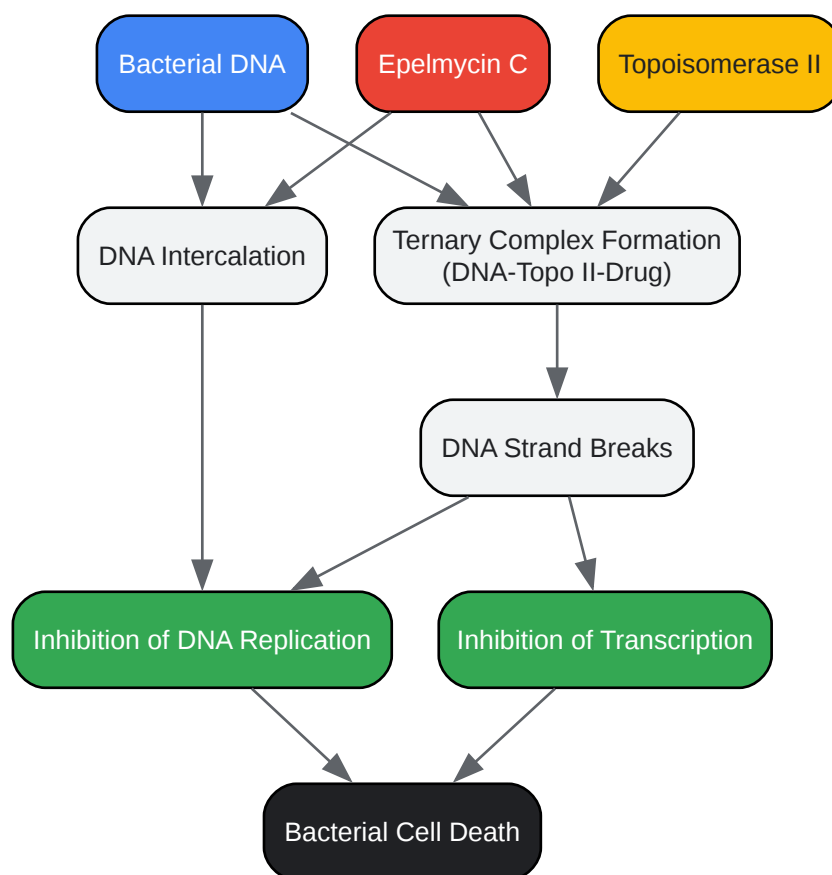 Bacterial DNA
Epelmycin C
Topoisomerase II
DNA Intercalation
Ternary Complex Formation
(DNA-Topo II-Drug)
DNA Strand Breaks
Inhibition of DNA Replication
Inhibition of Transcription
Bacterial Cell Death